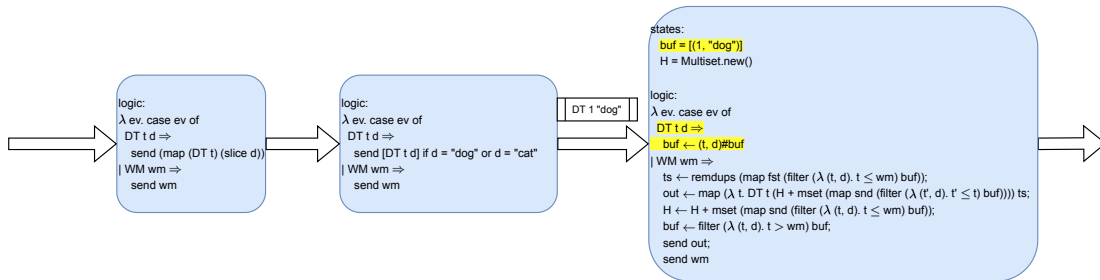 logic:
λ ev. case ev of
DT t d ⇒
send (map (DT t) (slice d))
| WM wm ⇒
send wm
logic:
λ ev. case ev of
DT t d ⇒
send [DT t d] if d = "dog" or d = "cat"
| WM wm ⇒
send wm
DT 1 "dog"
states:
buf = [(1, "dog")]
H = Multiset.new()
logic:
λ ev. case ev of
DT t d ⇒
buf ← (t, d)#buf
| WM wm ⇒
ts ← remdups (map fst (filter (λ (t, d). t ≤ wm) buf));
out ← map (λ t. DT t (H + mset (map snd (filter (λ (t', d). t' ≤ t) buf)))) ts;
H ← H + mset (map snd (filter (λ (t, d). t ≤ wm) buf));
buf ← filter (λ (t, d). t > wm) buf;
send out;
send wm